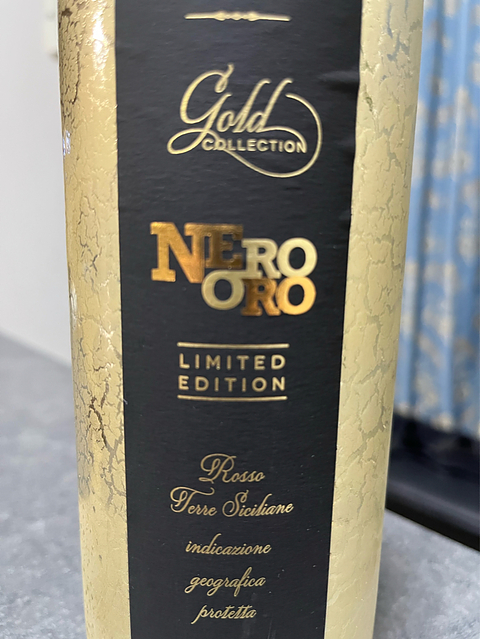 Gold
COLLECTION
NERO
ORO
LIMITED
EDITION
Rosso
Terre Siciliane
indicazione
geografica
protetta